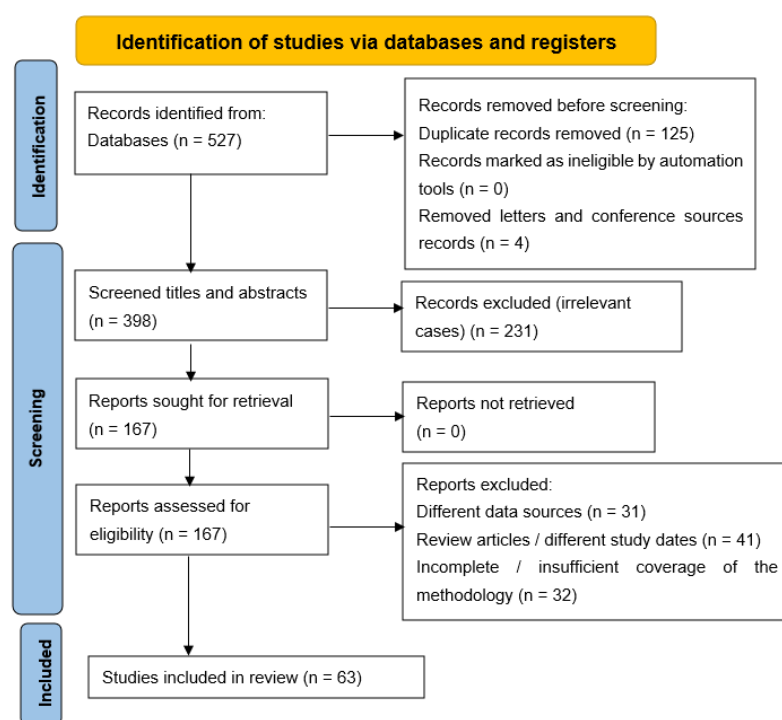 Identification of studies via databases and registers
Identification
Records identified from:
Databases (n = 527)
Records removed before screening:
Duplicate records removed (n = 125)
Records marked as ineligible by automation
tools (n = 0)
Removed letters and conference sources
records (n = 4)
Screening
Screened titles and abstracts
(n = 398)
Records excluded (irrelevant
cases) (n = 231)
Reports sought for retrieval
(n = 167)
Reports not retrieved
(n = 0)
Reports assessed for
eligibility (n = 167)
Reports excluded:
Different data sources (n = 31)
Review articles / different study dates (n = 41)
Incomplete / insufficient coverage of the
methodology (n = 32)
Included
Studies included in review (n = 63)